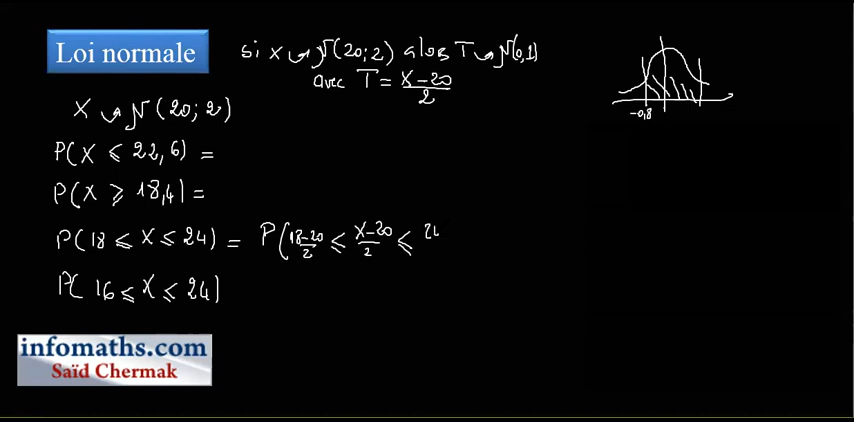 Loi normale
si X ↝ N(20;2) alors T ↝ N(0,1)
avec T = (X-20)/2
X ↝ N(20; 2)
P(X ≤ 22,6) =
P(X ≥ 18,4) =
P(18 ≤ X ≤ 24) = P((18-20)/2 ≤ (X-20)/2 ≤ 24
P( 16 ≤ X ≤ 24)
-0,8
infomaths.com
Saïd Chermak